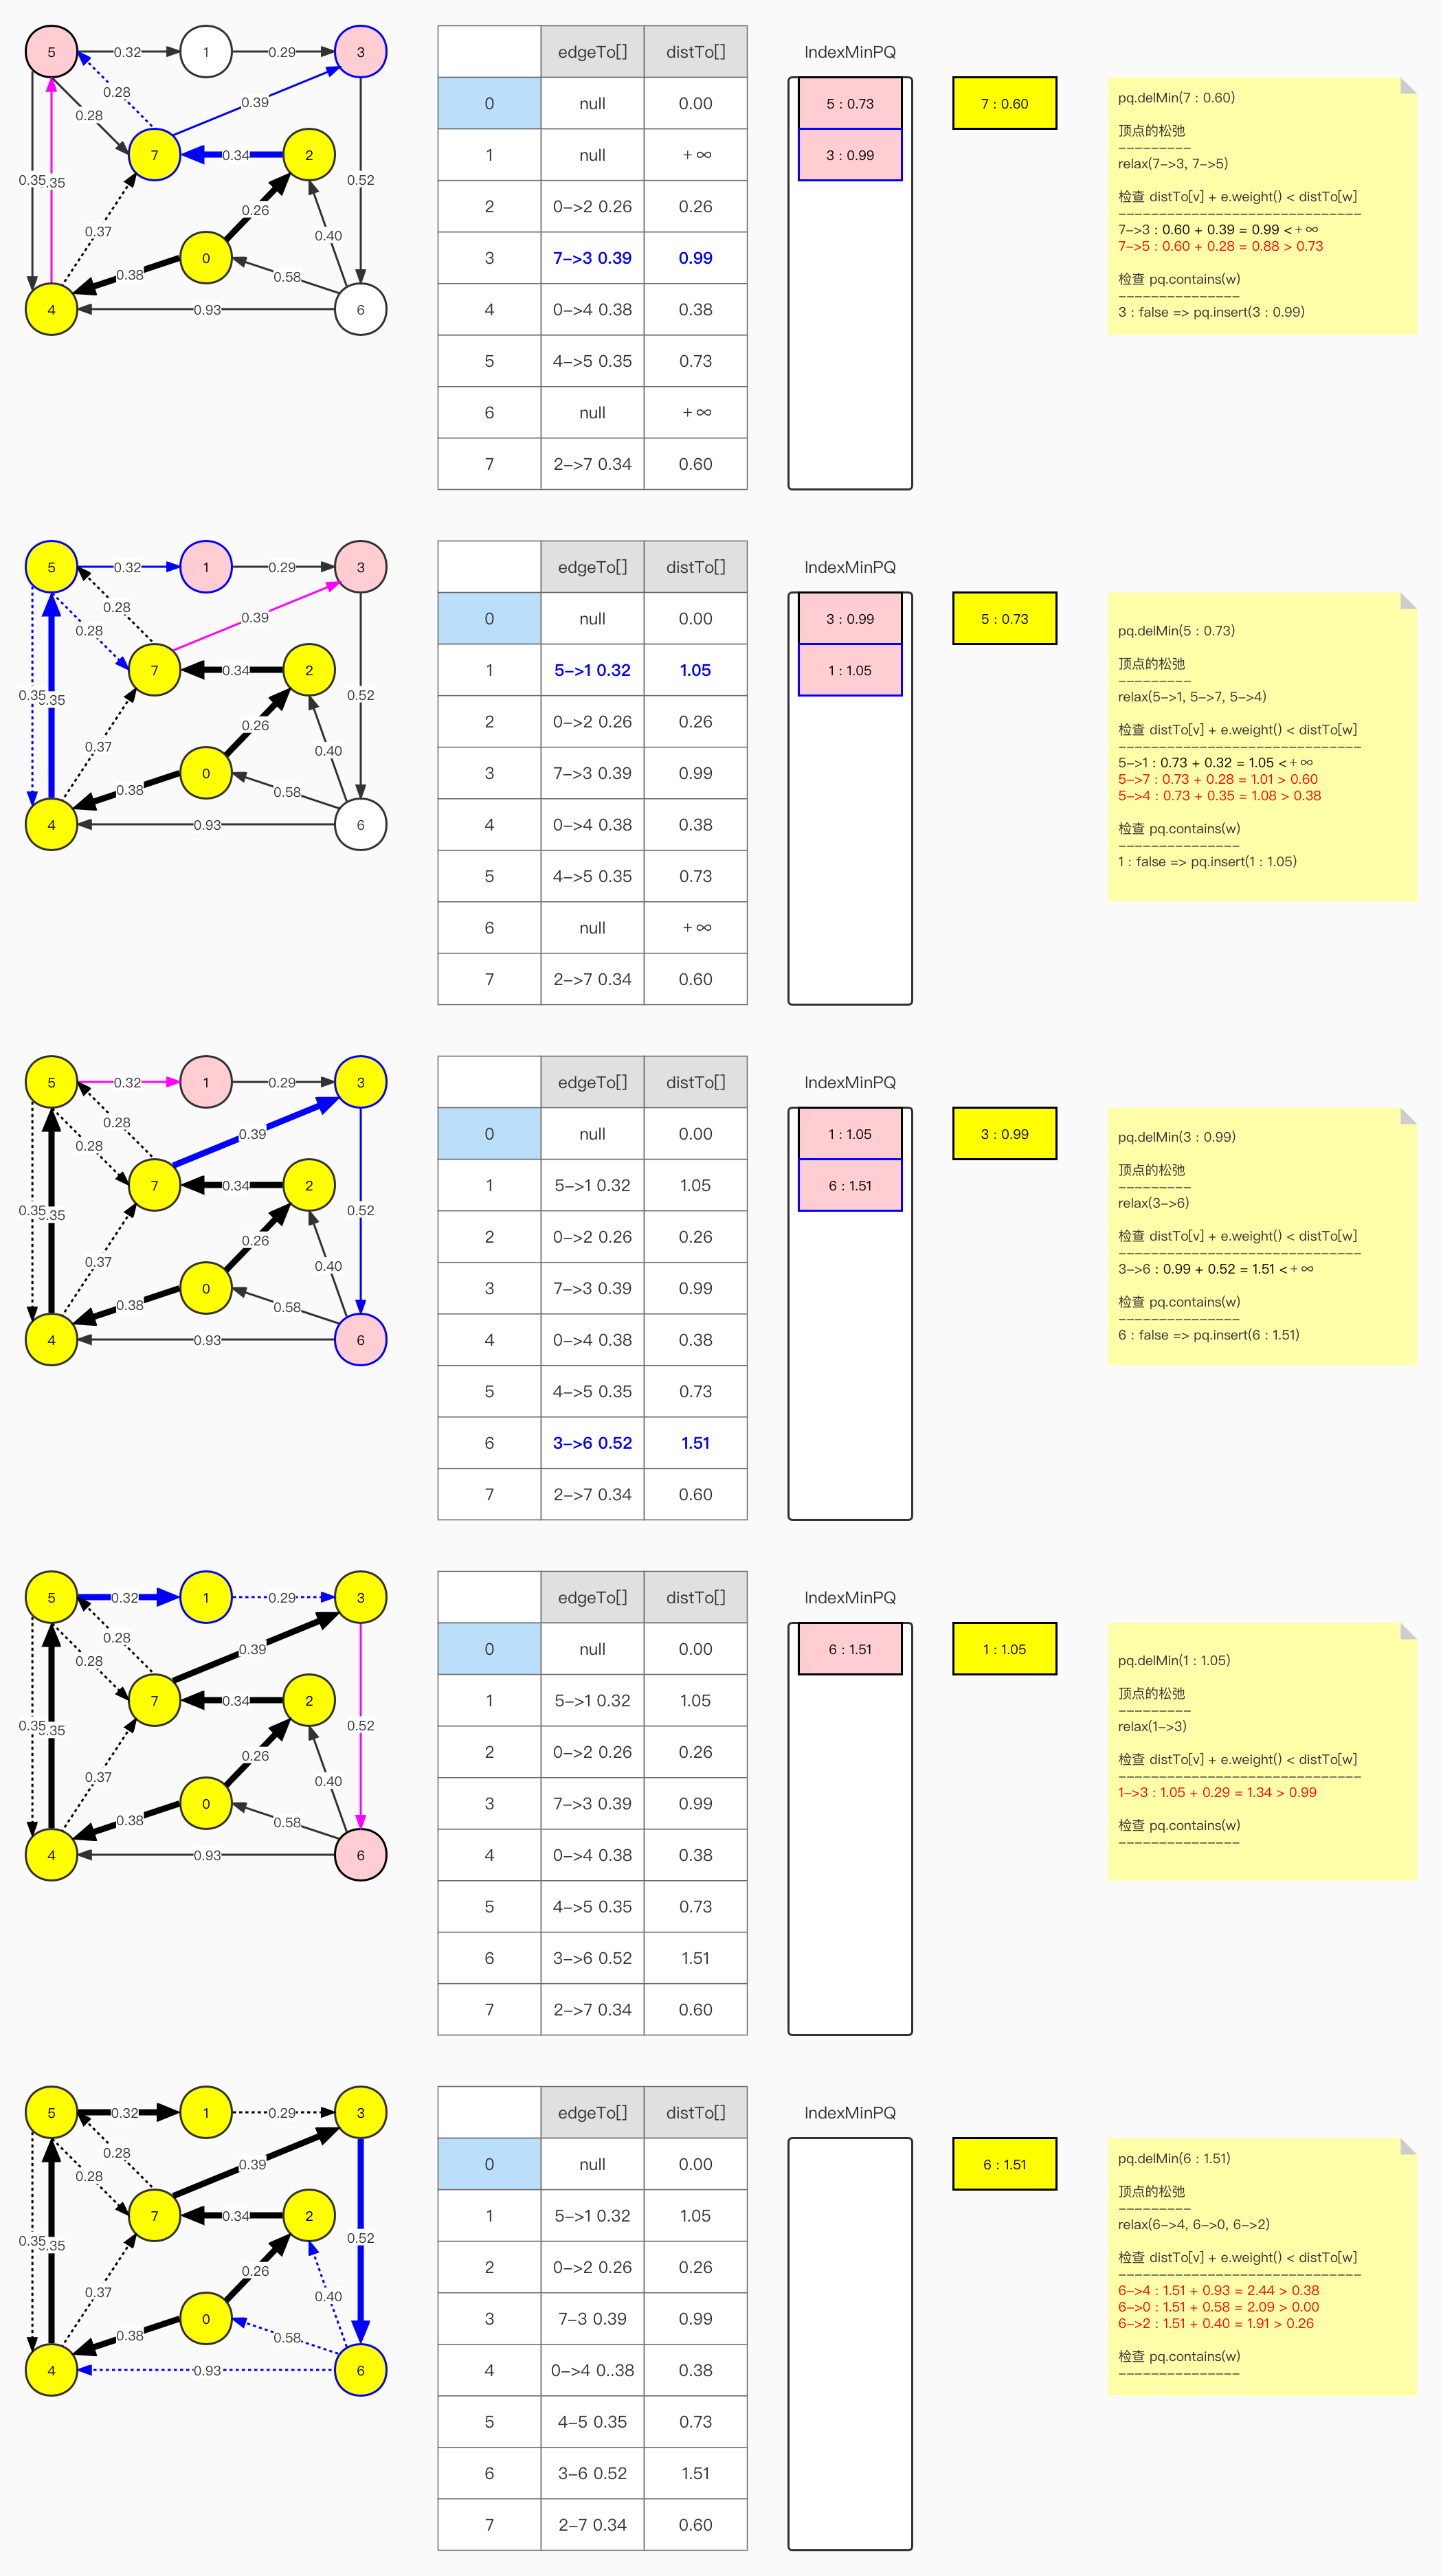 5
0.32
1
0.29
3
0.28
0.39
0.28
7
0.34
2
0.35
0.35
0.52
0.26
0.37
0.40
0
0.38
0.58
4
0.93
6
edgeTo[] distTo[]
0 null 0.00
1 null +∞
2 0->2 0.26 0.26
3 7->3 0.39 0.99
4 0->4 0.38 0.38
5 4->5 0.35 0.73
6 null +∞
7 2->7 0.34 0.60
IndexMinPQ
5 : 0.73
3 : 0.99
7 : 0.60
pq.delMin(7 : 0.60)
顶点的松弛
---------
relax(7->3, 7->5)
检查 distTo[v] + e.weight() < distTo[w]
------------------------------
7->3 : 0.60 + 0.39 = 0.99 < +∞
7->5 : 0.60 + 0.28 = 0.88 > 0.73
检查 pq.contains(w)
---------------
3 : false => pq.insert(3 : 0.99)
5
0.32
1
0.29
3
0.28
0.39
0.28
7
0.34
2
0.35
0.35
0.52
0.26
0.37
0.40
0
0.38
0.58
4
0.93
6
edgeTo[] distTo[]
0 null 0.00
1 5->1 0.32 1.05
2 0->2 0.26 0.26
3 7->3 0.39 0.99
4 0->4 0.38 0.38
5 4->5 0.35 0.73
6 null +∞
7 2->7 0.34 0.60
IndexMinPQ
3 : 0.99
1 : 1.05
5 : 0.73
pq.delMin(5 : 0.73)
顶点的松弛
---------
relax(5->1, 5->7, 5->4)
检查 distTo[v] + e.weight() < distTo[w]
------------------------------
5->1 : 0.73 + 0.32 = 1.05 < +∞
5->7 : 0.73 + 0.28 = 1.01 > 0.60
5->4 : 0.73 + 0.35 = 1.08 > 0.38
检查 pq.contains(w)
---------------
1 : false => pq.insert(1 : 1.05)
5
0.32
1
0.29
3
0.28
0.39
0.28
7
0.34
2
0.35
0.35
0.52
0.26
0.37
0.40
0
0.38
0.58
4
0.93
6
edgeTo[] distTo[]
0 null 0.00
1 5->1 0.32 1.05
2 0->2 0.26 0.26
3 7->3 0.39 0.99
4 0->4 0.38 0.38
5 4->5 0.35 0.73
6 3->6 0.52 1.51
7 2->7 0.34 0.60
IndexMinPQ
1 : 1.05
6 : 1.51
3 : 0.99
pq.delMin(3 : 0.99)
顶点的松弛
---------
relax(3->6)
检查 distTo[v] + e.weight() < distTo[w]
------------------------------
3->6 : 0.99 + 0.52 = 1.51 < +∞
检查 pq.contains(w)
---------------
6 : false => pq.insert(6 : 1.51)
5
0.32
1
0.29
3
0.28
0.39
0.28
7
0.34
2
0.35
0.35
0.52
0.26
0.37
0.40
0
0.38
0.58
4
0.93
6
edgeTo[] distTo[]
0 null 0.00
1 5->1 0.32 1.05
2 0->2 0.26 0.26
3 7->3 0.39 0.99
4 0->4 0.38 0.38
5 4->5 0.35 0.73
6 3->6 0.52 1.51
7 2->7 0.34 0.60
IndexMinPQ
6 : 1.51
1 : 1.05
pq.delMin(1 : 1.05)
顶点的松弛
---------
relax(1->3)
检查 distTo[v] + e.weight() < distTo[w]
------------------------------
1->3 : 1.05 + 0.29 = 1.34 > 0.99
检查 pq.contains(w)
---------------
5
0.32
1
0.29
3
0.28
0.39
0.28
7
0.34
2
0.35
0.35
0.52
0.26
0.37
0.40
0
0.38
0.58
4
0.93
6
edgeTo[] distTo[]
0 null 0.00
1 5->1 0.32 1.05
2 0->2 0.26 0.26
3 7-3 0.39 0.99
4 0->4 0..38 0.38
5 4-5 0.35 0.73
6 3-6 0.52 1.51
7 2-7 0.34 0.60
IndexMinPQ
6 : 1.51
pq.delMin(6 : 1.51)
顶点的松弛
---------
relax(6->4, 6->0, 6->2)
检查 distTo[v] + e.weight() < distTo[w]
------------------------------
6->4 : 1.51 + 0.93 = 2.44 > 0.38
6->0 : 1.51 + 0.58 = 2.09 > 0.00
6->2 : 1.51 + 0.40 = 1.91 > 0.26
检查 pq.contains(w)
---------------